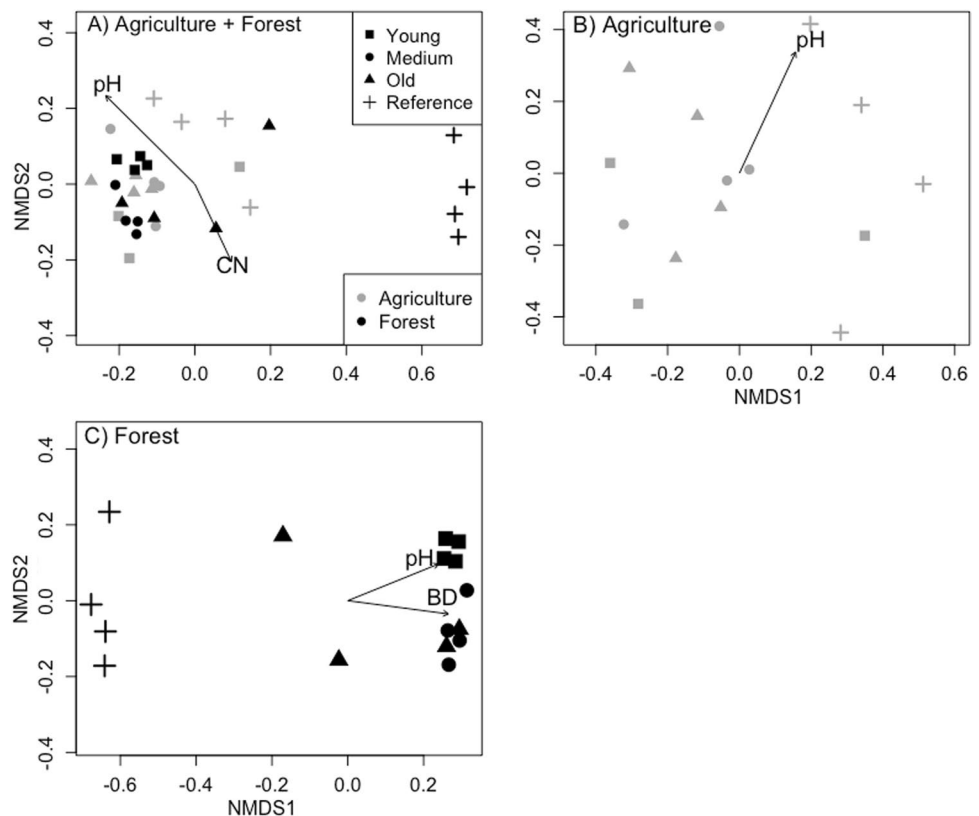 A) Agriculture + Forest
Young
Medium
Old
Reference
pH
CN
Agriculture
Forest
0.4
0.2
0.0
-0.2
-0.4
NMDS2
-0.2 0.0 0.2 0.4 0.6
B) Agriculture
pH
0.4
0.2
0.0
-0.2
-0.4
-0.4 -0.2 0.0 0.2 0.4 0.6
NMDS1
C) Forest
pH
BD
0.4
0.2
0.0
-0.2
-0.4
NMDS2
-0.6 -0.4 -0.2 0.0 0.2
NMDS1